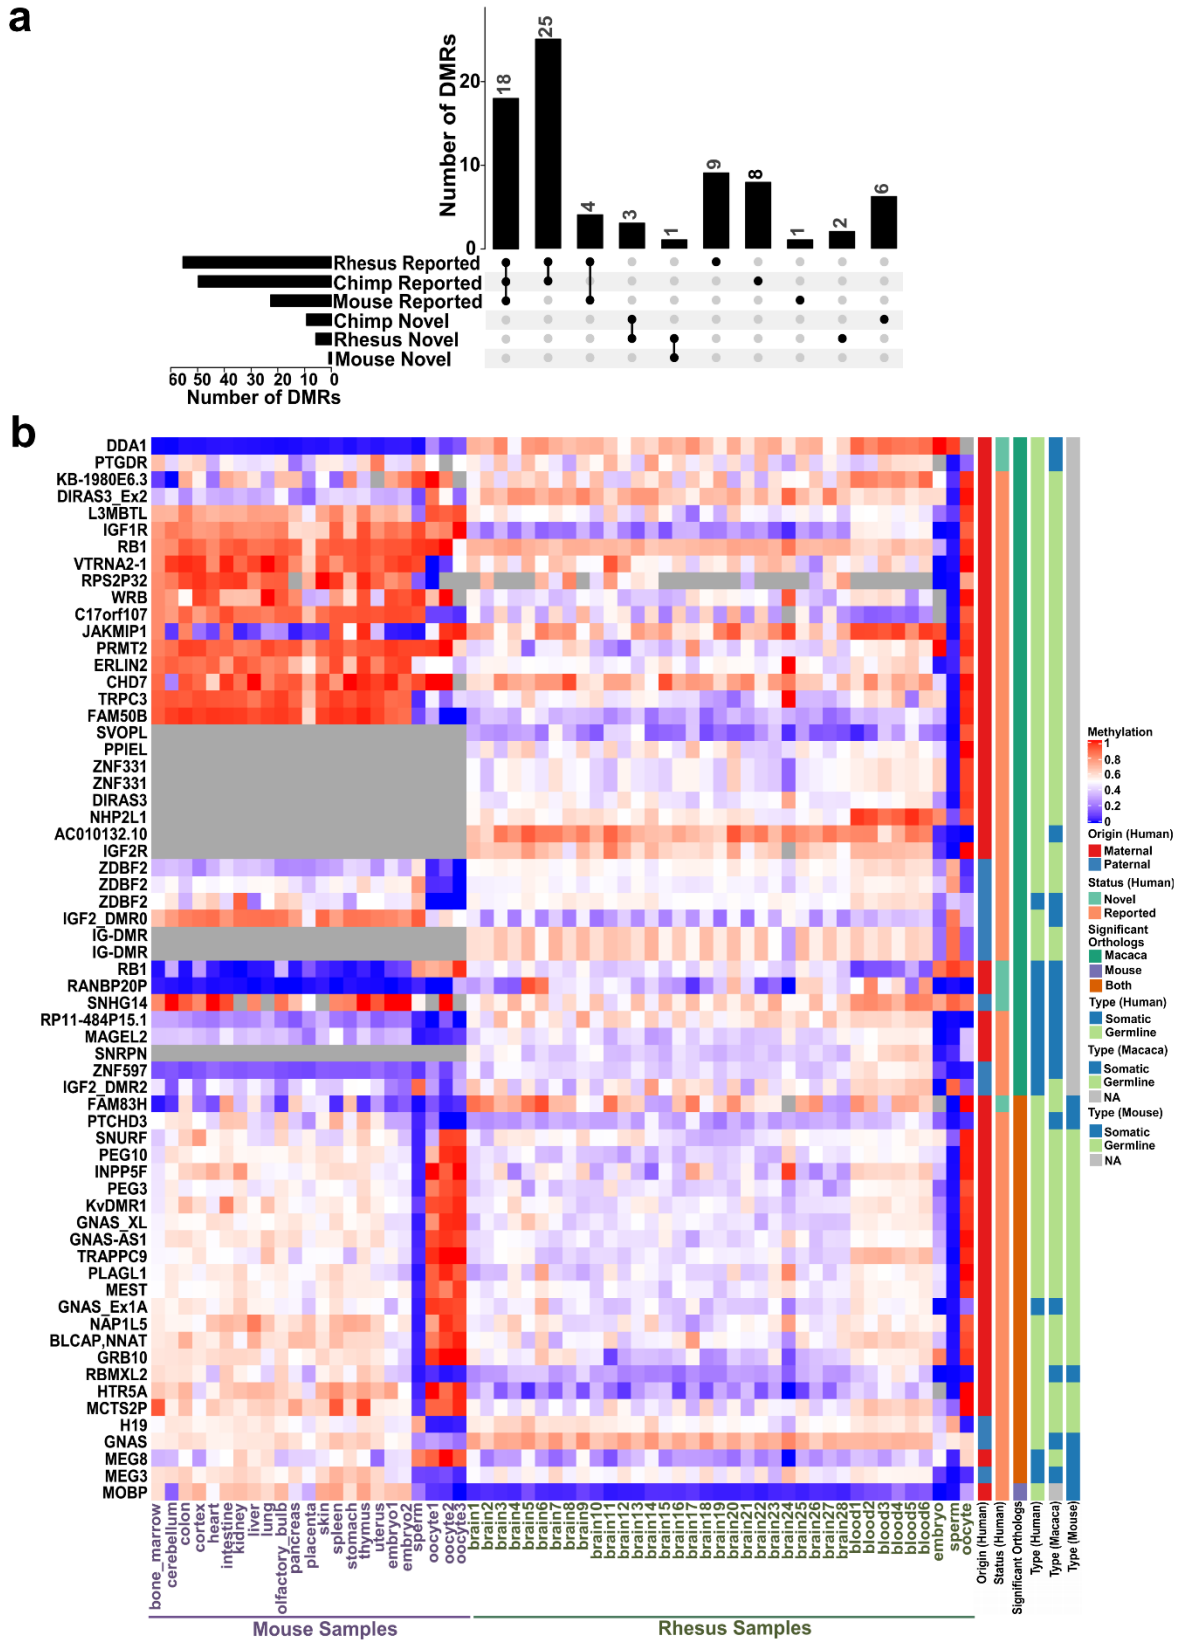 a
Number of DMRs
20
10
0
18
25
4
3
1
9
8
1
2
6
Rhesus Reported
Chimp Reported
Mouse Reported
Chimp Novel
Rhesus Novel
Mouse Novel
60 50 40 30 20 10 0
Number of DMRs
b
DDA1
PTGDR
KB-1980E6.3
DIRAS3_Ex2
L3MBTL
IGF1R
RB1
VTRNA2-1
RPS2P32
WRB
C17orf107
JAKMIP1
PRMT2
ERLIN2
CHD7
TRPC3
FAM50B
SVOPL
PPIEL
ZNF331
ZNF331
DIRAS3
NHP2L1
AC010132.10
IGF2R
ZDBF2
ZDBF2
ZDBF2
IGF2_DMR0
IG-DMR
IG-DMR
RB1
RANBP20P
SNHG14
RP11-484P15.1
MAGEL2
SNRPN
ZNF597
IGF2_DMR2
FAM83H
PTCHD3
SNURF
PEG10
INPP5F
PEG3
KvDMR1
GNAS_XL
GNAS-AS1
TRAPPC9
PLAGL1
MEST
GNAS_Ex1A
NAP1L5
BLCAP,NNAT
GRB10
RBMXL2
HTR5A
MCTS2P
H19
GNAS
MEG8
MEG3
MOBP
bone_marrow
cerebellum
colon
cortex
heart
intestine
kidney
liver
lung
olfactory_bulb
pancreas
placenta
skin
spleen
stomach
thymus
uterus
embryo1
embryo2
sperm
oocyte1
oocyte2
oocyte3
brain1
brain2
brain3
brain4
brain5
brain6
brain7
brain8
brain9
brain10
brain11
brain12
brain13
brain14
brain15
brain16
brain17
brain18
brain19
brain20
brain21
brain22
brain23
brain24
brain25
brain26
brain27
brain28
blood1
blood2
blood3
blood4
blood5
blood6
embryo
sperm
oocyte
Origin (Human)
Status (Human)
Significant Orthologs
Type (Human)
Type (Macaca)
Type (Mouse)
Mouse Samples
Rhesus Samples
Methylation
1
0.8
0.6
0.4
0.2
0
Origin (Human)
Maternal
Paternal
Status (Human)
Novel
Reported
Significant
Orthologs
Macaca
Mouse
Both
Type (Human)
Somatic
Germline
Type (Macaca)
Somatic
Germline
NA
Type (Mouse)
Somatic
Germline
NA